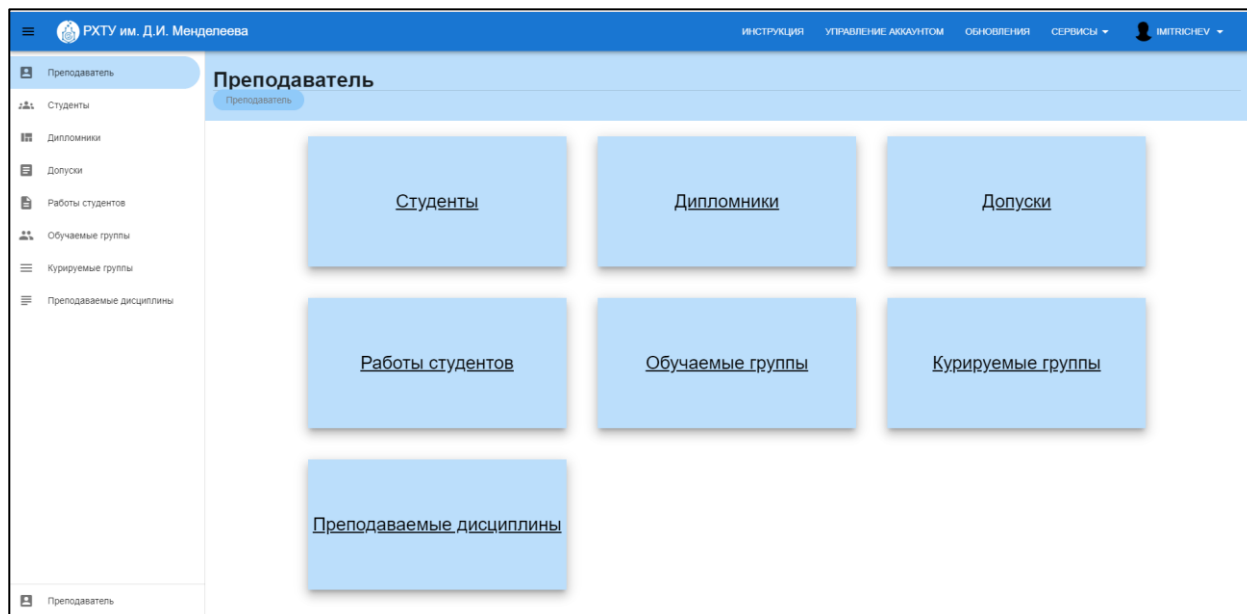 РХТУ им. Д.И. Менделеева
ИНСТРУКЦИЯ
УПРАВЛЕНИЕ АККАУНТОМ
ОБНОВЛЕНИЯ
СЕРВИСЫ
IMITRICHEV
Преподаватель
Студенты
Дипломники
Допуски
Работы студентов
Обучаемые группы
Курируемые группы
Преподаваемые дисциплины
Преподаватель
Преподаватель
Преподаватель
Студенты
Дипломники
Допуски
Работы студентов
Обучаемые группы
Курируемые группы
Преподаваемые дисциплины